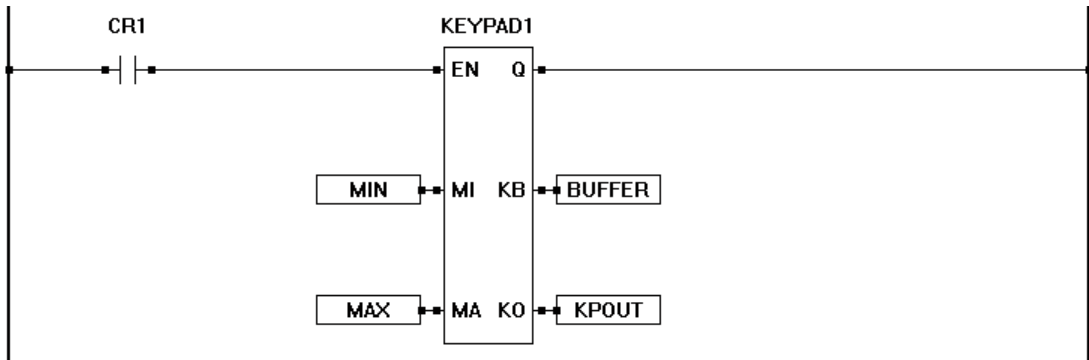 CR1 KEYPAD1
EN Q
MIN MI KB BUFFER
MAX MA KO KPOUT